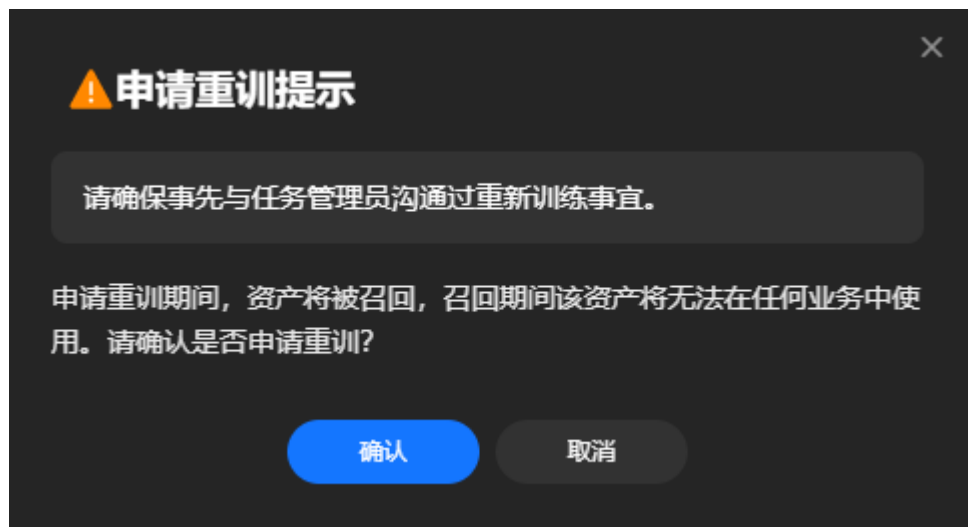 申请重训提示
请确保事先与任务管理员沟通过重新训练事宜。
申请重训期间，资产将被召回，召回期间该资产将无法在任何业务中使
用。请确认是否申请重训?
确认
取消